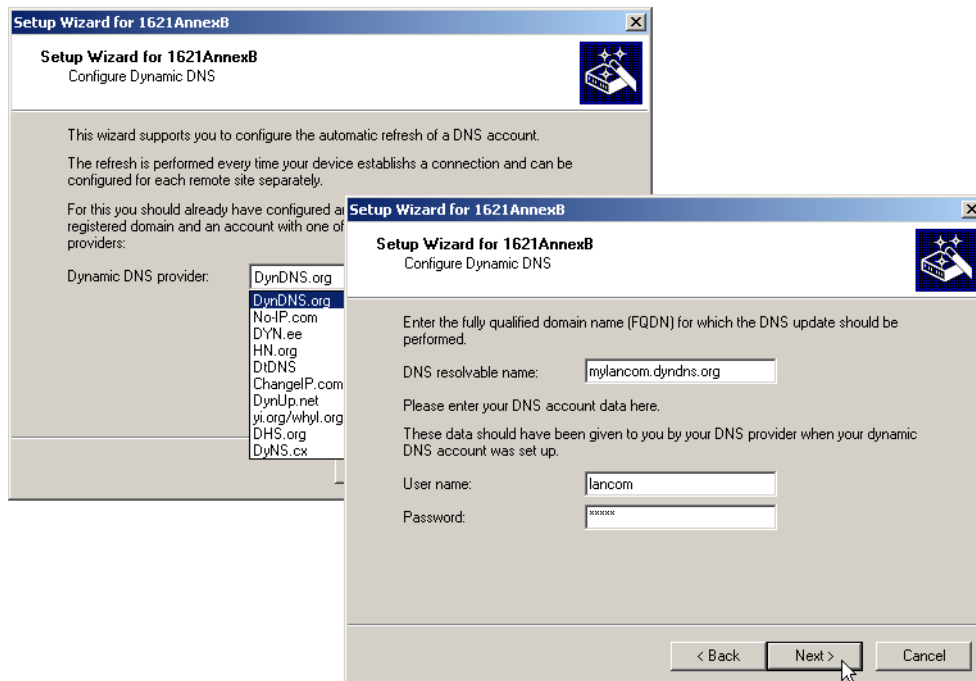 Setup Wizard for 1621AnnexB
Setup Wizard for 1621AnnexB
Configure Dynamic DNS
This wizard supports you to configure the automatic refresh of a DNS account.
The refresh is performed every time your device establishs a connection and can be
configured for each remote site separately.
For this you should already have configured
registered domain and an account with one of
providers:
Dynamic DNS provider:
DynDNS.org
DynDNS.org
No-IP.com
DYN.ee
HN.org
DtDNS
ChangeIP.com
DynUp.net
yi.org/whyI.org
DHS.org
DyNS.cx
Setup Wizard for 1621AnnexB
Setup Wizard for 1621AnnexB
Configure Dynamic DNS
Enter the fully qualified domain name (FQDN) for which the DNS update should be
performed.
DNS resolvable name:
mylancom.dyndns.org
Please enter your DNS account data here.
These data should have been given to you by your DNS provider when your dynamic
DNS account was set up.
User name:
lancom
Password:
*****
< Back
Next >
Cancel